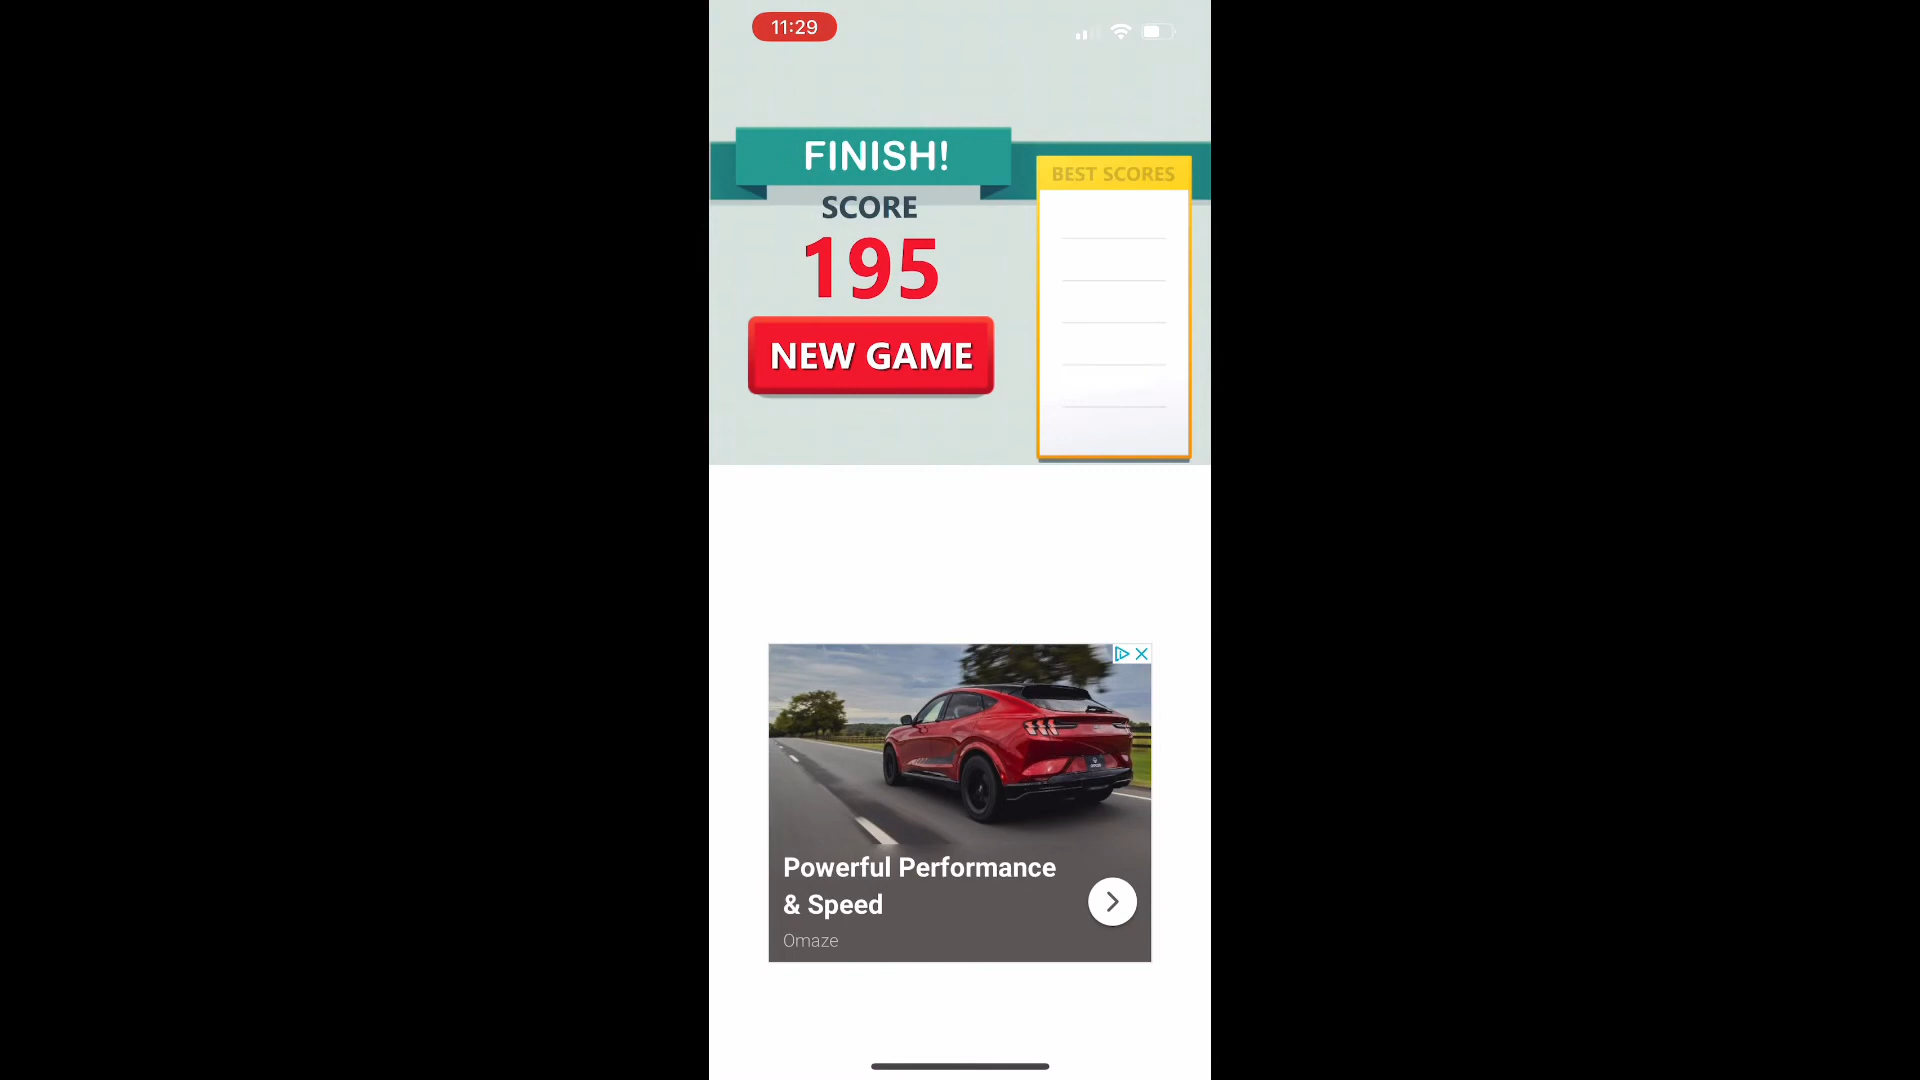 11:29
FINISH!
SCORE
195
NEW GAME
BEST SCORES
Powerful Performance
& Speed
Omaze